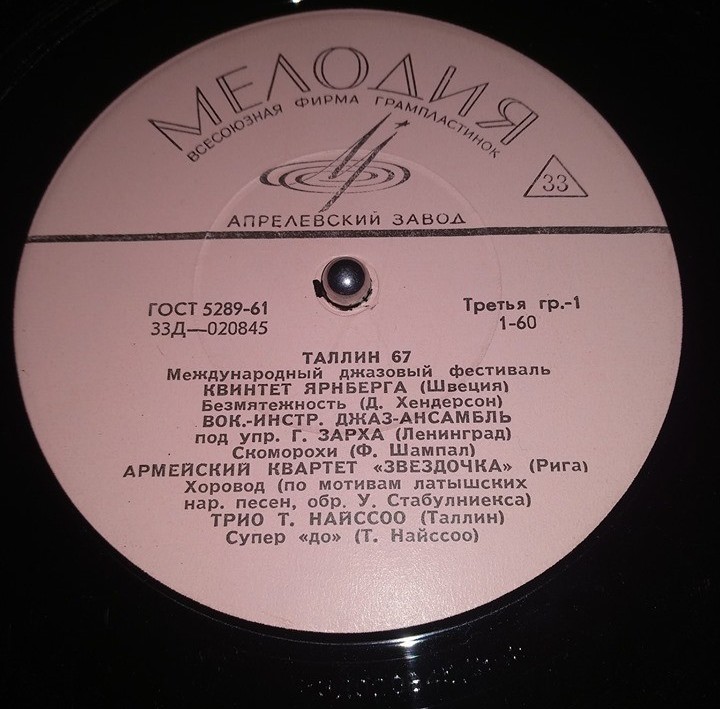 МЕЛОДИЯ
ВСЕСОЮЗНАЯ ФИРМА ГРАМПЛАСТИНОК
33
АПРЕЛЕВСКИЙ ЗАВОД
ГОСТ 5289-61
33Д—020845
Третья гр.-1
1-60
ТАЛЛИН 67
Международный джазовый фестиваль
КВИНТЕТ ЯРНБЕРГА (Швеция)
Безмятежность (Д. Хендерсон)
ВОК.-ИНСТР. ДЖАЗ-АНСАМБЛЬ
под упр. Г. ЗАРХА (Ленинград)
Скоморохи (Ф. Шампал)
АРМЕЙСКИЙ КВАРТЕТ «ЗВЕЗДОЧКА» (Рига)
Хоровод (по мотивам латышских
нар. песен, обр. У. Стабулниекса)
ТРИО Т. НАЙССОО (Таллин)
Супер «до» (Т. Найссоо)